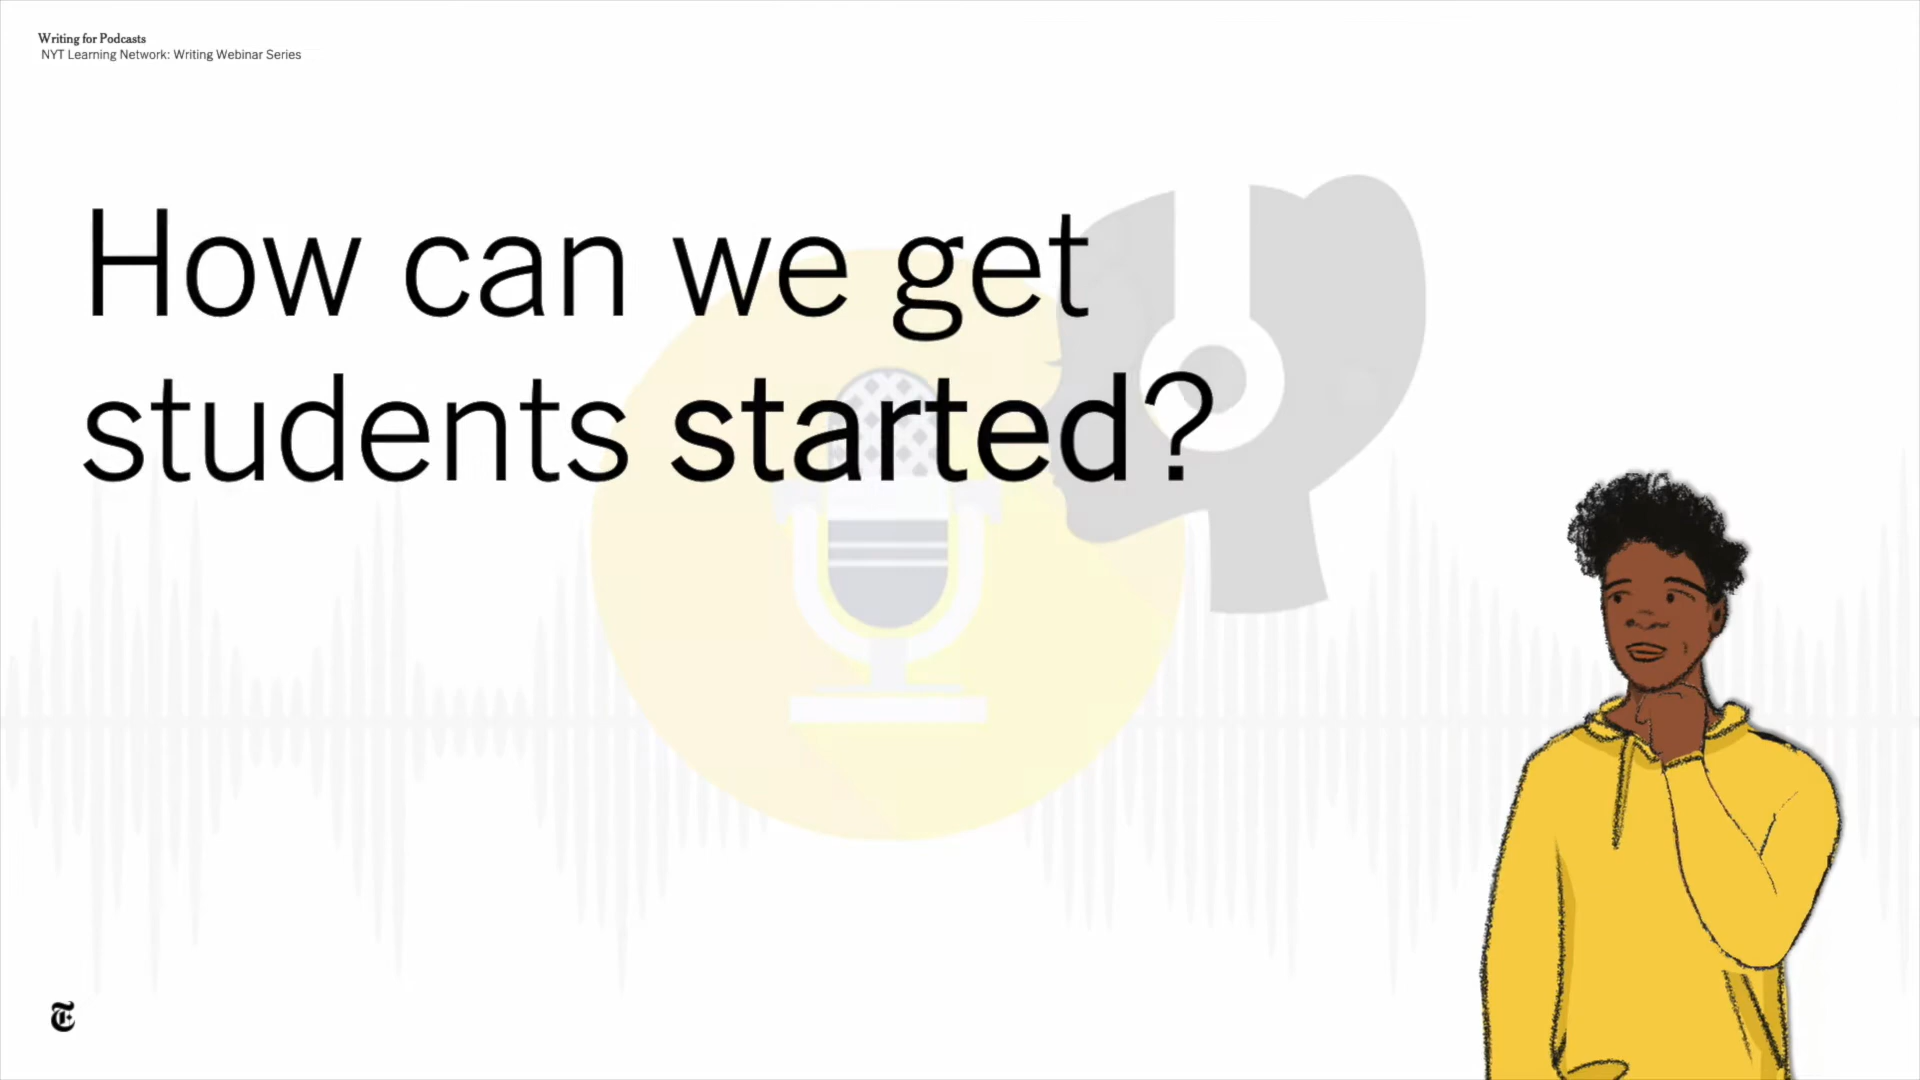 Writing for Podcasts
NYT Learning Network: Writing Webinar Series
How can we get
students started?